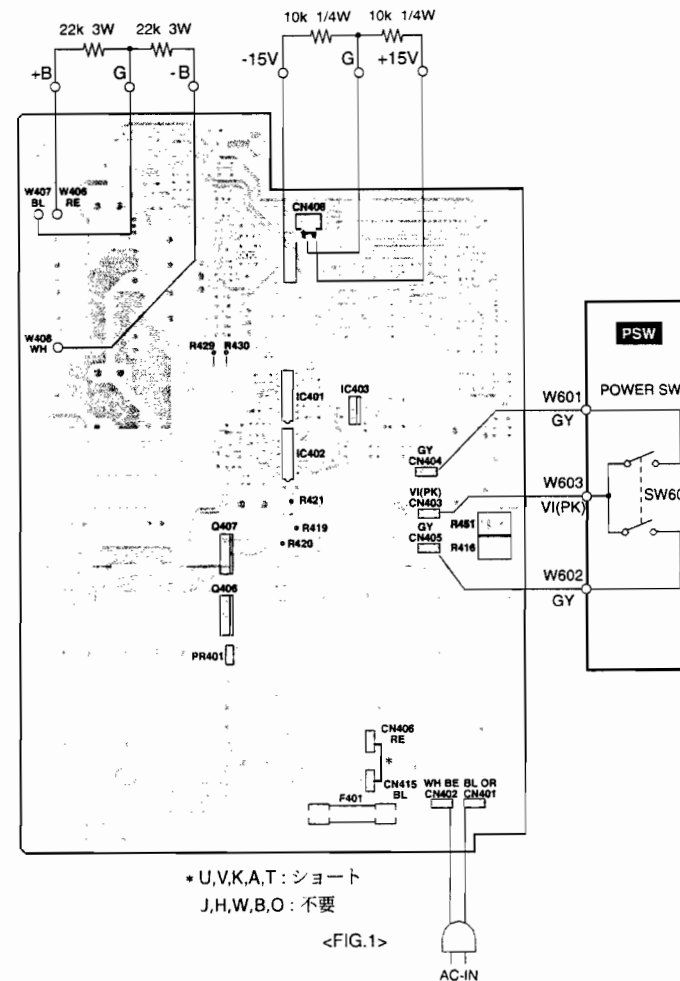 22k 3W 22k 3W
10k 1/4W 10k 1/4W
+B G -B
-15V G +15V
W407 BL
W406 RE
CN408
W408 WH
R429 R430
IC401
IC403
IC402
R421
R419
R420
GY CN404
VI(PK) CN403
GY CN405
R451
R416
Q407
Q406
PR401
PSW
POWER SW
W601
GY
W603
VI(PK)
SW60
W602
GY
CN406 RE
*
CN415 BL
F401
WH BE CN402
BL OR CN401
* U,V,K,A,T : ショート
J,H,W,B,O : 不要
<FIG.1>
AC-IN